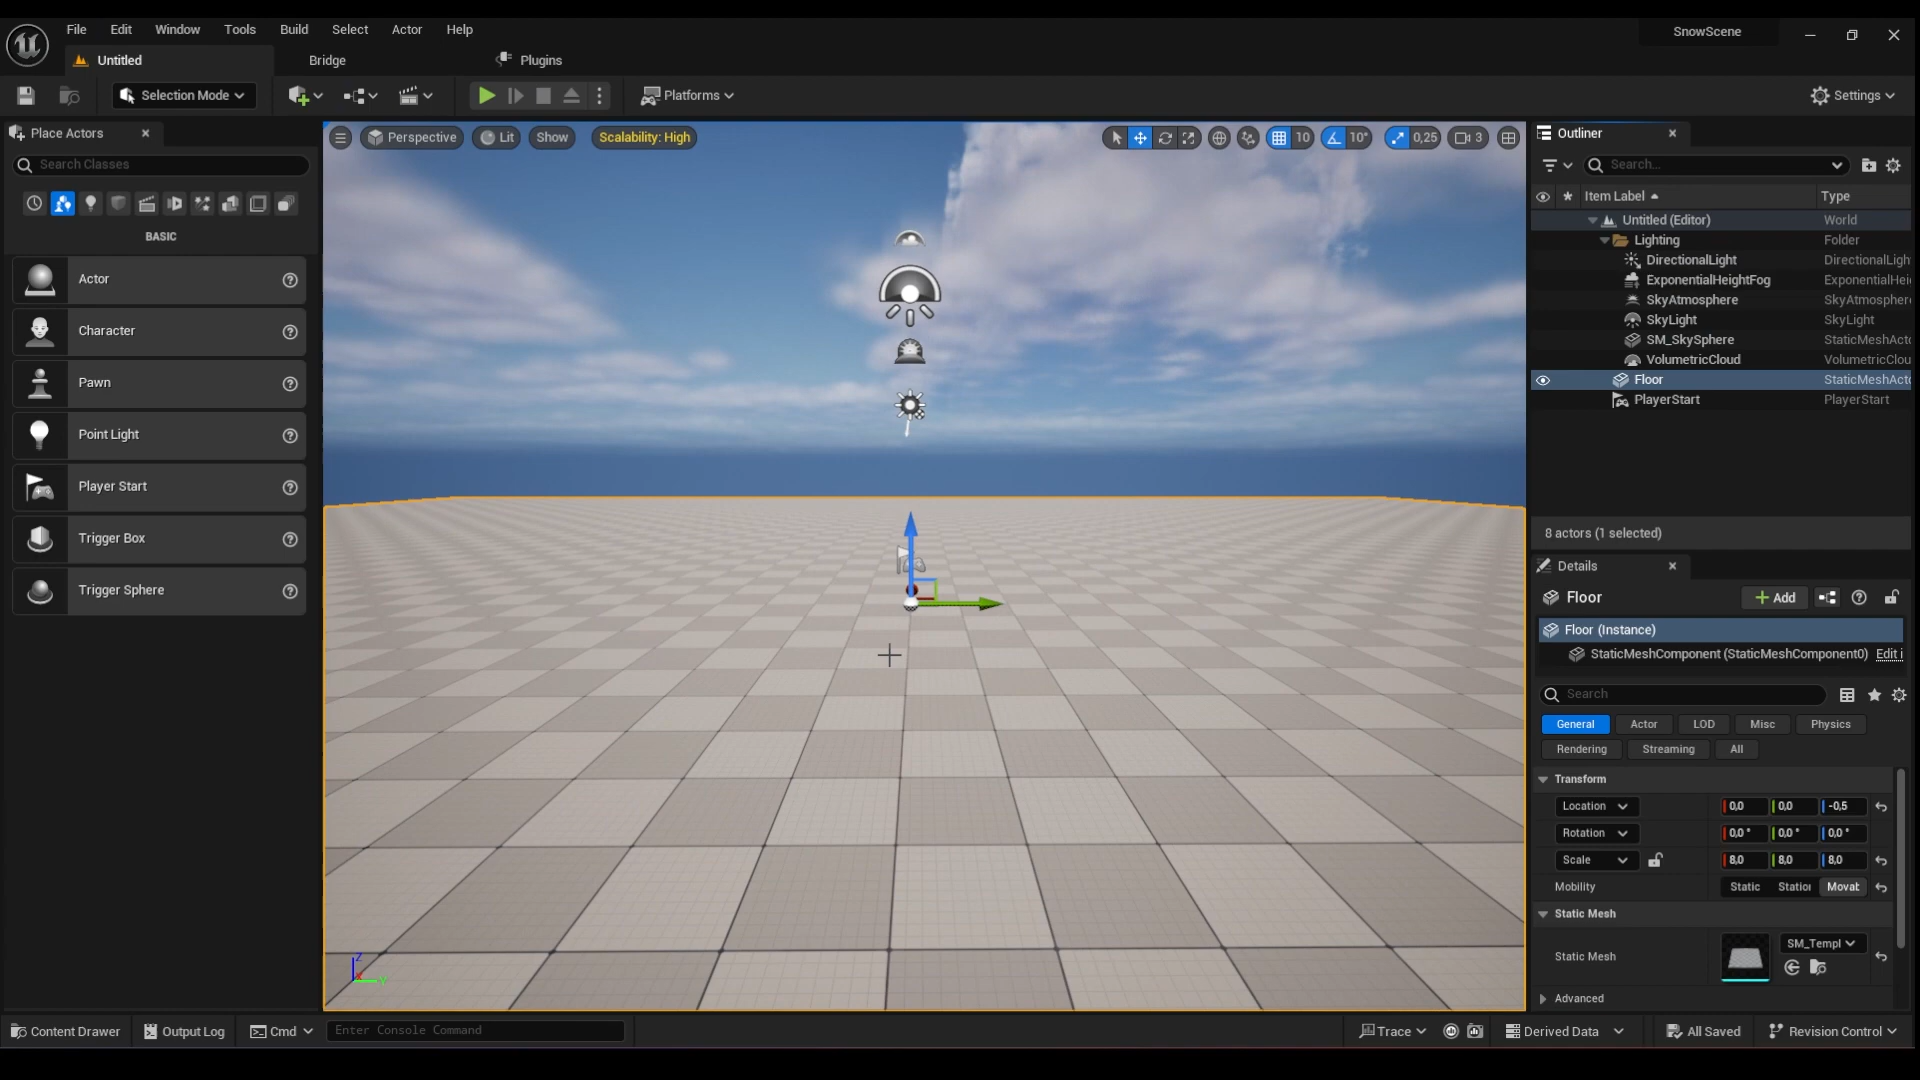 File Edit Window Tools Build Select Actor Help
SnowScene
Untitled Bridge Plugins
Selection Mode Platforms Settings
Place Actors
Search Classes
BASIC
Actor
Character
Pawn
Point Light
Player Start
Trigger Box
Trigger Sphere
Perspective Lit Show Scalability: High
10 10° 0,25 3
Z
X
Y
Outliner
Search...
Item Label Type
Untitled (Editor) World
Lighting Folder
DirectionalLight DirectionalLigh
ExponentialHeightFog ExponentialHei
SkyAtmosphere SkyAtmosphere
SkyLight SkyLight
SM_SkySphere StaticMeshActo
VolumetricCloud VolumetricClou
Floor StaticMeshActo
PlayerStart PlayerStart
8 actors (1 selected)
Details
Floor
Add
Floor (Instance)
StaticMeshComponent (StaticMeshComponent0) Edit i
Search
General Actor LOD Misc Physics
Rendering Streaming All
Transform
Location 0,0 0,0 -0,5
Rotation 0,0 ° 0,0 ° 0,0 °
Scale 8,0 8,0 8,0
Mobility Static Station Movab
Static Mesh
Static Mesh SM_Templ
Advanced
Content Drawer Output Log Cmd Enter Console Command Trace Derived Data All Saved Revision Control